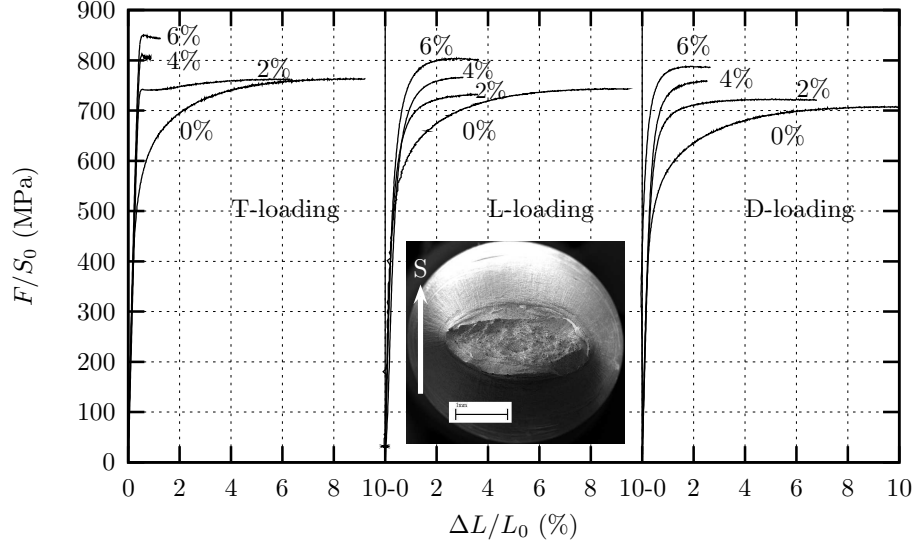 900
800
700
600
500
400
300
200
100
0
F/S₀ (MPa)
6%
4%
2%
0%
T-loading
6%
4%
2%
0%
L-loading
6%
4%
2%
0%
D-loading
S
1mm
0 2 4 6 8 10-0 2 4 6 8 10-0 2 4 6 8 10
ΔL/L₀ (%)